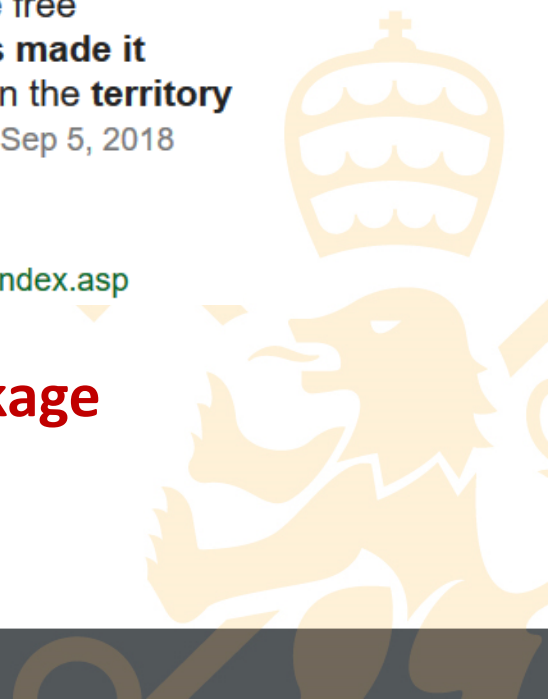 free
made it
n the territory
Sep 5, 2018
ndex.asp
kage